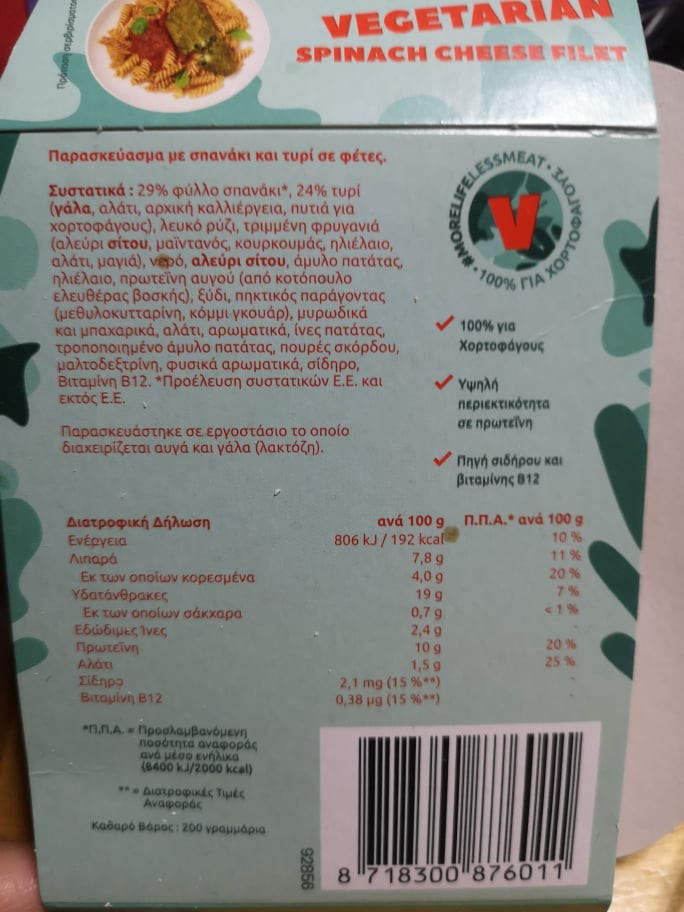 Πρόταση σερβιρίσματος
VEGETARIAN
SPINACH CHEESE FILET
Παρασκεύασμα με σπανάκι και τυρί σε φέτες.
Συστατικά : 29% φύλλο σπανάκι*, 24% τυρί
(γάλα, αλάτι, αρχική καλλιέργεια, πυτιά για
χορτοφάγους), λευκό ρύζι, τριμμένη φρυγανιά
(αλεύρι σίτου, μαϊντανός, κουρκουμάς, ηλιέλαιο,
αλάτι, μαγιά), νερό, αλεύρι σίτου, άμυλο πατάτας,
ηλιέλαιο, πρωτεΐνη αυγού (από κοτόπουλο
ελευθέρας βοσκής), ξύδι, πηκτικός παράγοντας
(μεθυλοκυτταρίνη, κόμμι γκουάρ), μυρωδικά
και μπαχαρικά, αλάτι, αρωματικά, ίνες πατάτας,
τροποποιημένο άμυλο πατάτας, πουρές σκόρδου,
μαλτοδεξτρίνη, φυσικά αρωματικά, σίδηρο,
Βιταμίνη Β12. *Προέλευση συστατικών Ε.Ε. και
εκτός Ε.Ε.
Παρασκευάστηκε σε εργοστάσιο το οποίο
διαχειρίζεται αυγά και γάλα (λακτόζη).
#MORELIFELESSMEAT • 100% ΓΙΑ ΧΟΡΤΟΦΑΓΟΥΣ •
V
100% για
Χορτοφάγους
Υψηλή
περιεκτικότητα
σε πρωτεΐνη
Πηγή σιδήρου και
βιταμίνης Β12
Διατροφική Δήλωση ανά 100 g Π.Π.Α.* ανά 100 g
Ενέργεια 806 kJ / 192 kcal 10 %
Λιπαρά 7,8 g 11 %
Εκ των οποίων κορεσμένα 4,0 g 20 %
Υδατάνθρακες 19 g 7 %
Εκ των οποίων σάκχαρα 0,7 g < 1 %
Εδώδιμες Ίνες 2,4 g
Πρωτεΐνη 10 g 20 %
Αλάτι 1,5 g 25 %
Σίδηρο 2,1 mg (15 %**) -
Βιταμίνη Β12 0,38 μg (15 %**) -
*Π.Π.Α. = Προσλαμβανόμενη
ποσότητα αναφοράς
ανά μέσο ενήλικα
(8400 kJ/2000 kcal)
** = Διατροφικές Τιμές
Αναφοράς
Καθαρό Βάρος : 200 γραμμάρια
92856
8 718300 876011